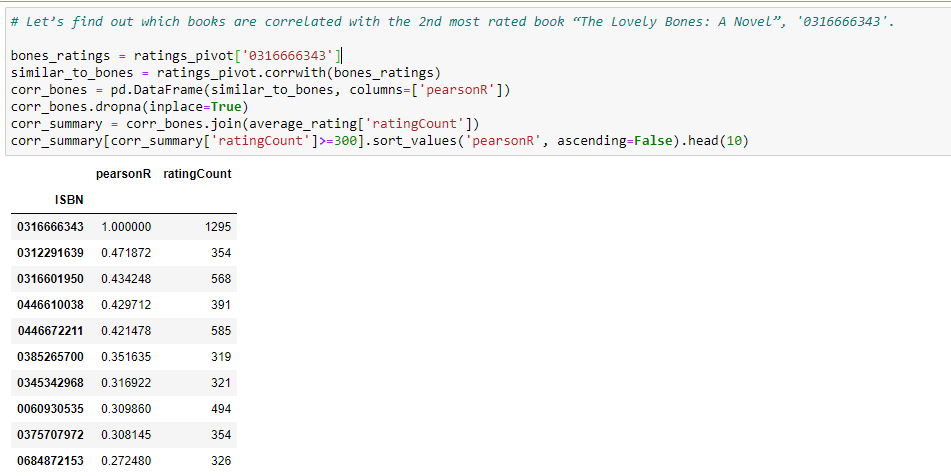 # Let’s find out which books are correlated with the 2nd most rated book “The Lovely Bones: A Novel”, '0316666343'.
bones_ratings = ratings_pivot['0316666343']
similar_to_bones = ratings_pivot.corrwith(bones_ratings)
corr_bones = pd.DataFrame(similar_to_bones, columns=['pearsonR'])
corr_bones.dropna(inplace=True)
corr_summary = corr_bones.join(average_rating['ratingCount'])
corr_summary[corr_summary['ratingCount']>=300].sort_values('pearsonR', ascending=False).head(10)
pearsonR ratingCount
ISBN
0316666343 1.000000 1295
0312291639 0.471872 354
0316601950 0.434248 568
0446610038 0.429712 391
0446672211 0.421478 585
0385265700 0.351635 319
0345342968 0.316922 321
0060930535 0.309860 494
0375707972 0.308145 354
0684872153 0.272480 326